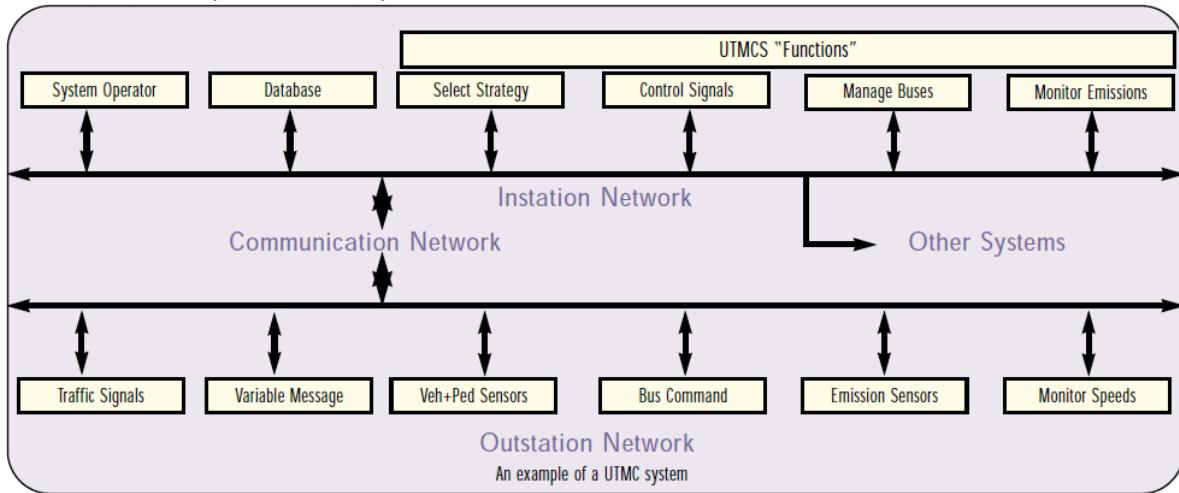 UTMCS "Functions"
System Operator
Database
Select Strategy
Control Signals
Manage Buses
Monitor Emissions
Instation Network
Communication Network
Other Systems
Traffic Signals
Variable Message
Veh+Ped Sensors
Bus Command
Emission Sensors
Monitor Speeds
Outstation Network
An example of a UTMC system